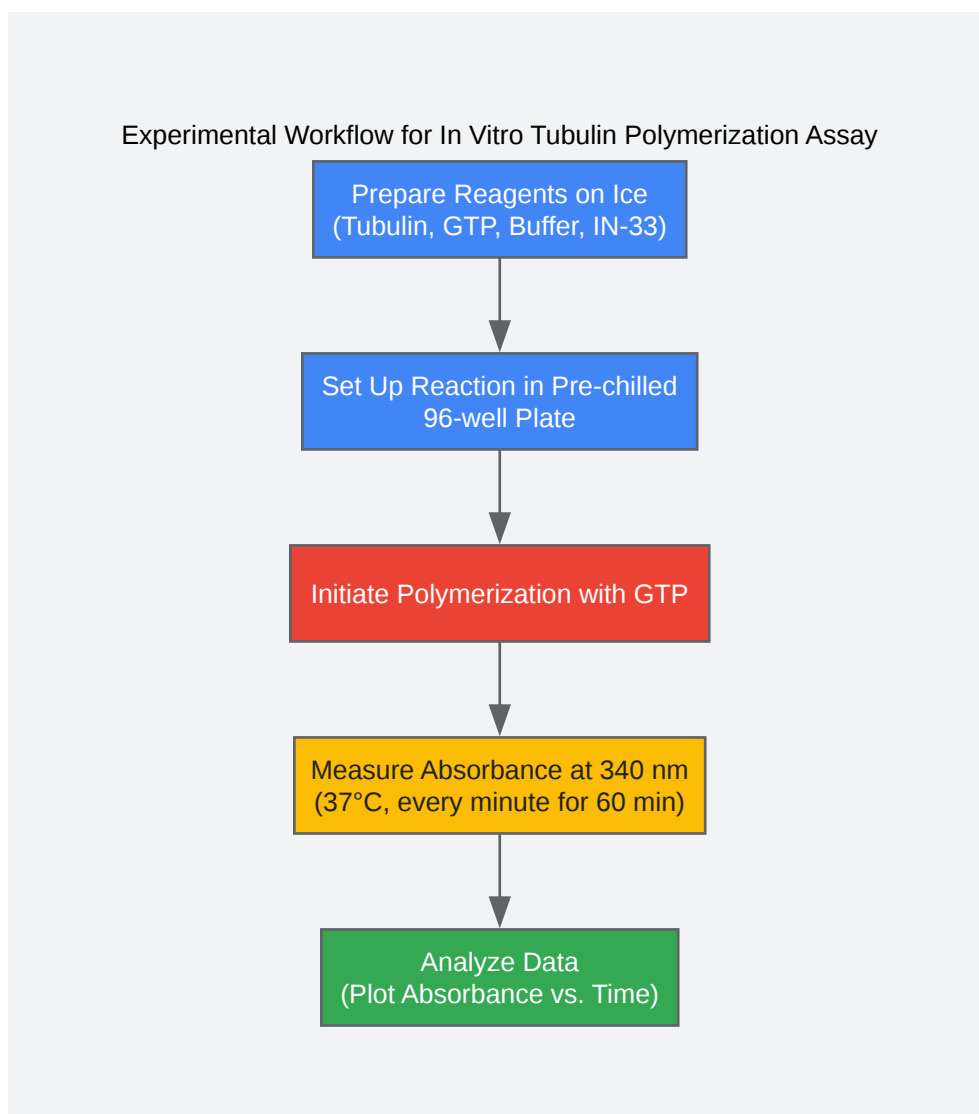 Experimental Workflow for In Vitro Tubulin Polymerization Assay
Prepare Reagents on Ice
(Tubulin, GTP, Buffer, IN-33)
Set Up Reaction in Pre-chilled
96-well Plate
Initiate Polymerization with GTP
Measure Absorbance at 340 nm
(37°C, every minute for 60 min)
Analyze Data
(Plot Absorbance vs. Time)